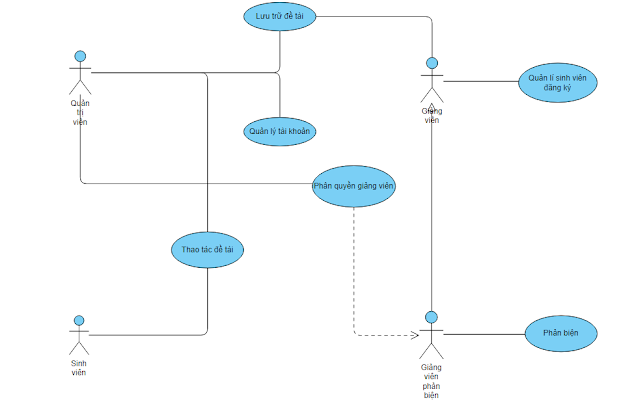 Lưu trữ đề tài
Quản
trị
viên
Giảng
viên
Quản lí sinh viên
đăng ký
Quản lý tài khoản
Phân quyền giảng viên
Thao tác đề tài
Sinh
viên
Giảng
viên
phản
biện
Phản biện